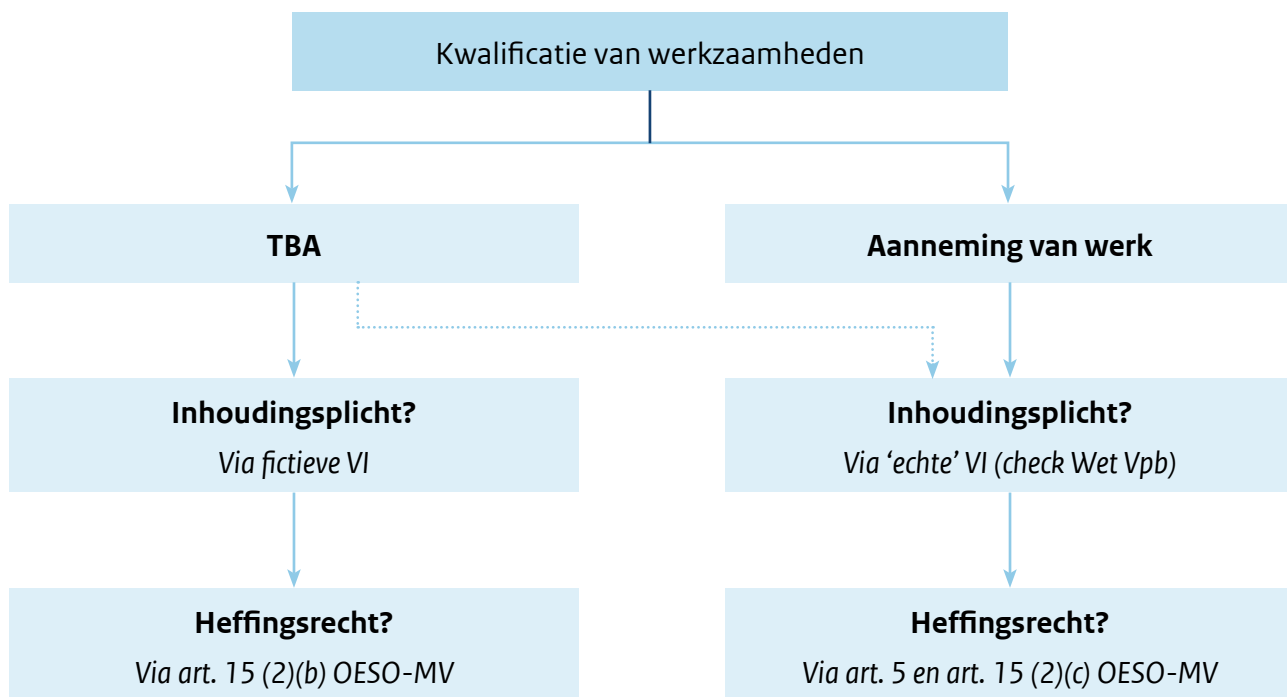 Kwalificatie van werkzaamheden
TBA
Aanneming van werk
Inhoudingsplicht?
Via fictieve VI
Inhoudingsplicht?
Via ‘echte’ VI (check Wet Vpb)
Heffingsrecht?
Via art. 15 (2)(b) OESO-MV
Heffingsrecht?
Via art. 5 en art. 15 (2)(c) OESO-MV